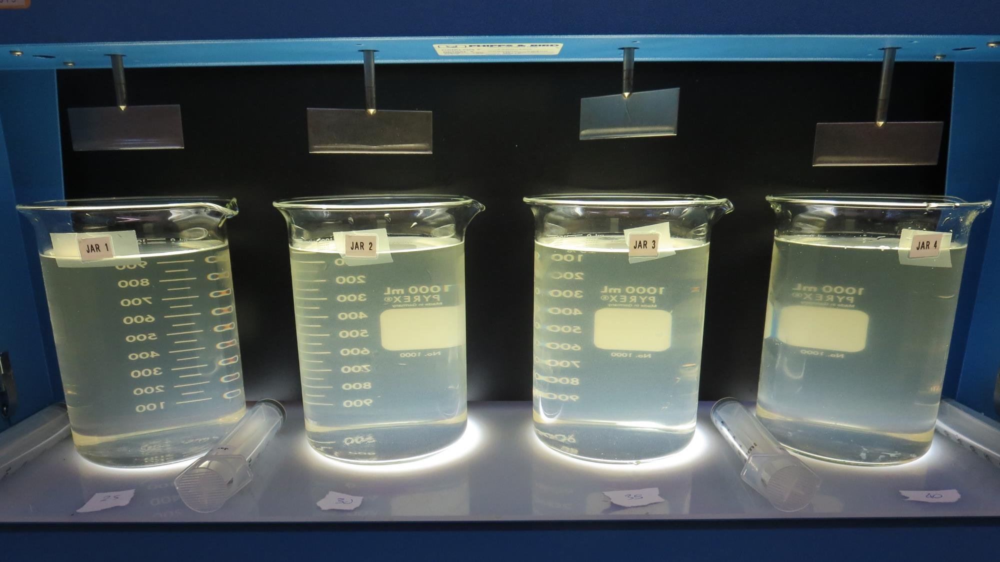 PHIPPS & BIRD
JAR 1
900
800
700
600
500
400
300
200
100
JAR 2
200
300
400
500
600
700
800
900
1000 mL
PYREX®
Made in Germany
No. 1000
JAR 3
100
200
300
400
500
600
700
800
900
1000 mL
PYREX®
Made in Germany
No. 1000
JAR 4
1000 mL
PYREX®
Made in Germany
No. 1000
25
30
35
40